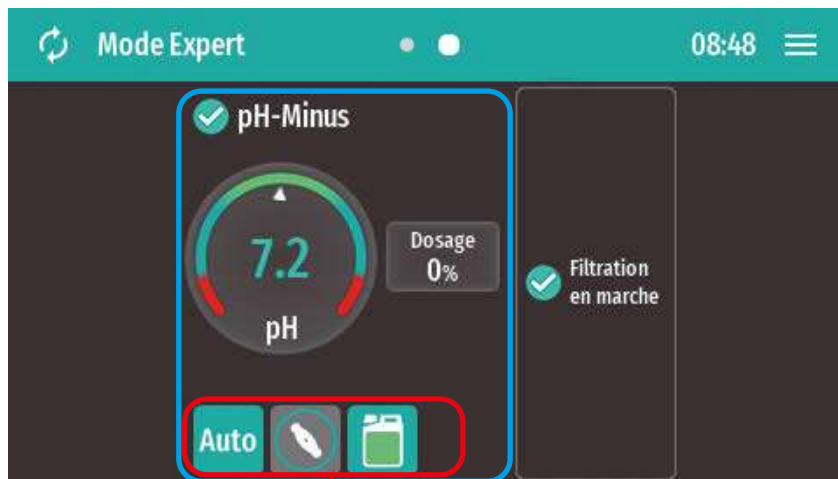 Mode Expert
08:48
pH-Minus
7.2
pH
Dosage
0%
Filtration
en marche
Auto